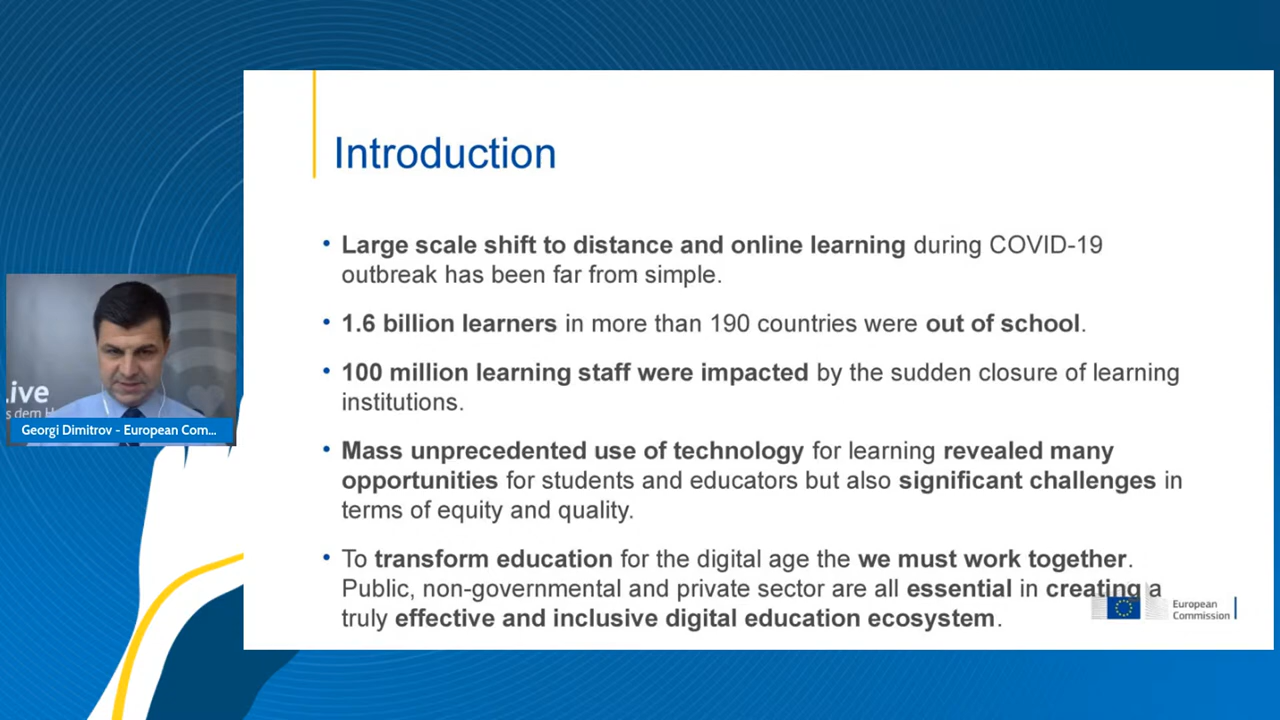 Introduction
• Large scale shift to distance and online learning during COVID-19
outbreak has been far from simple.
• 1.6 billion learners in more than 190 countries were out of school.
• 100 million learning staff were impacted by the sudden closure of learning
institutions.
• Mass unprecedented use of technology for learning revealed many
opportunities for students and educators but also significant challenges in
terms of equity and quality.
• To transform education for the digital age the we must work together.
Public, non-governmental and private sector are all essential in creating a
truly effective and inclusive digital education ecosystem.
European
Commission
ive
s dem H
Georgi Dimitrov - European Com...